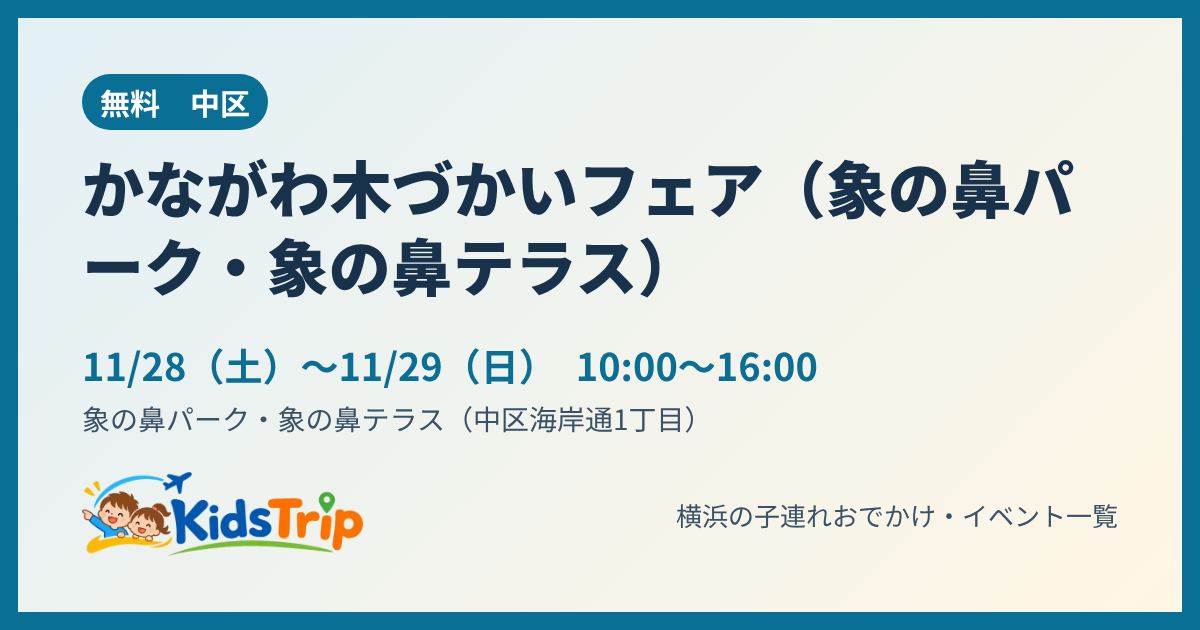 無料　中区
かながわ木づかいフェア（象の鼻パ
ーク・象の鼻テラス）
11/28（土）〜11/29（日）　10:00〜16:00
象の鼻パーク・象の鼻テラス（中区海岸通1丁目）
KidsTrip
横浜の子連れおでかけ・イベント一覧